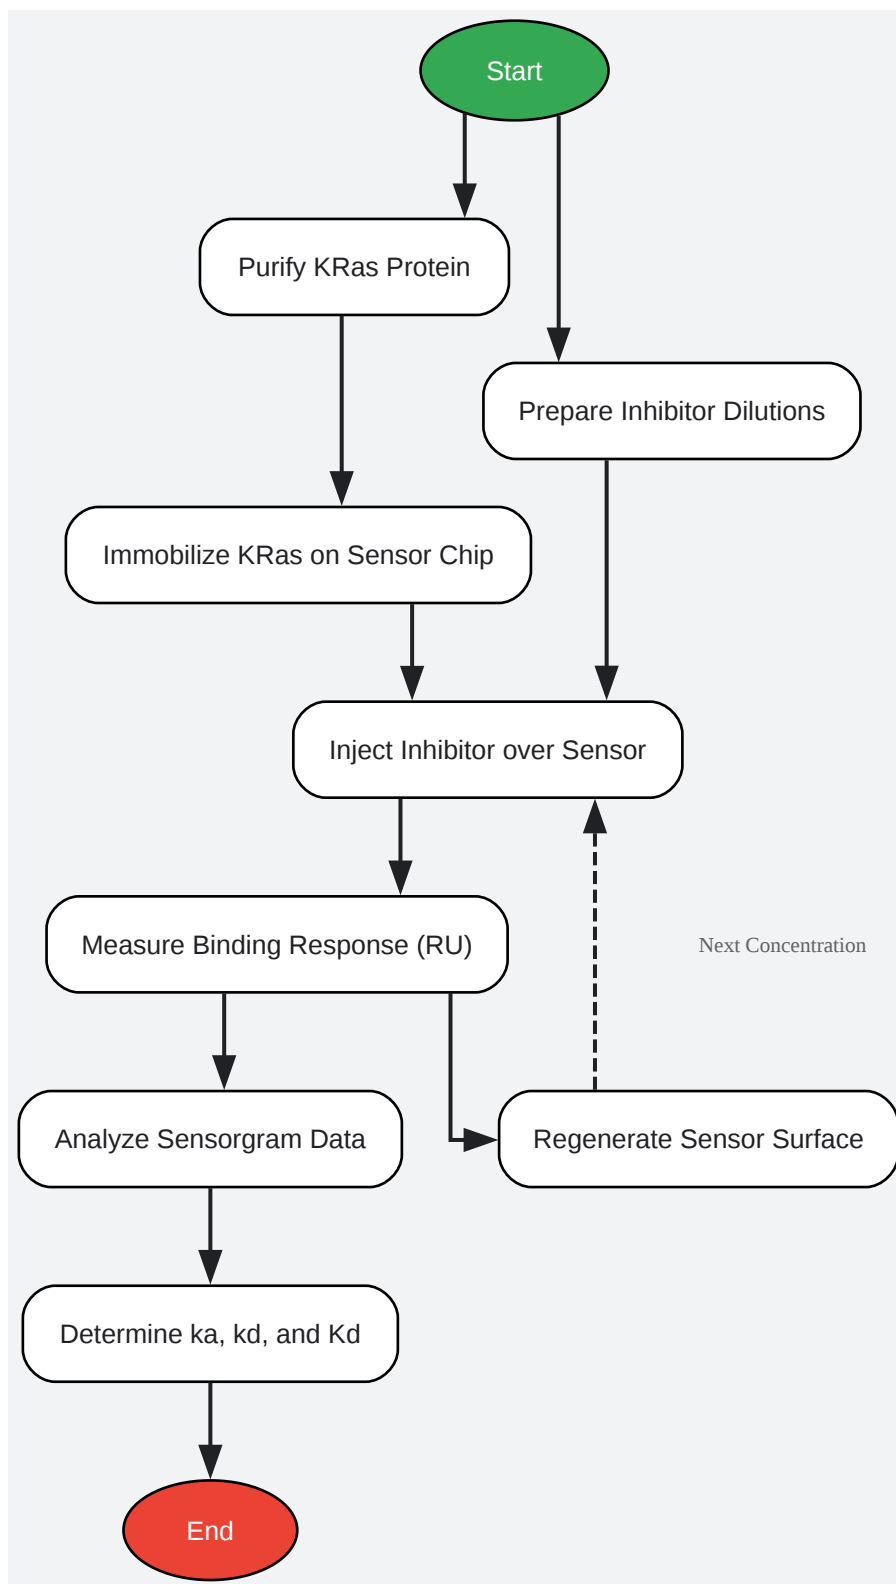 Start
Purify KRas Protein
Prepare Inhibitor Dilutions
Immobilize KRas on Sensor Chip
Inject Inhibitor over Sensor
Measure Binding Response (RU)
Next Concentration
Analyze Sensorgram Data
Regenerate Sensor Surface
Determine ka, kd, and Kd
End